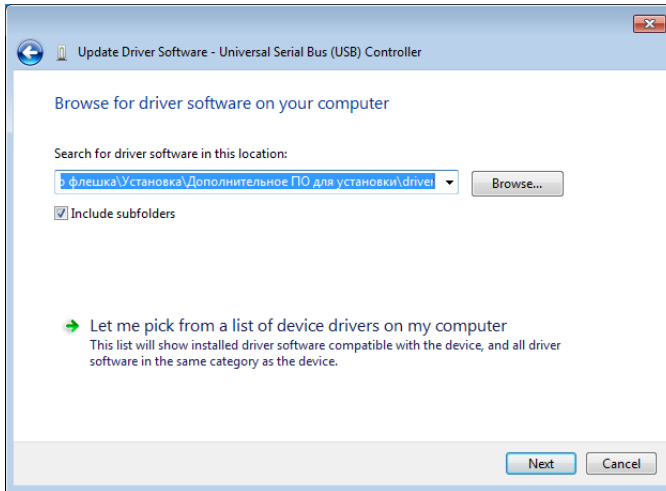 Update Driver Software - Universal Serial Bus (USB) Controller
Browse for driver software on your computer
Search for driver software in this location:
флешка\Установка\Дополнительное ПО для установки\driver
Browse...
Include subfolders
Let me pick from a list of device drivers on my computer
This list will show installed driver software compatible with the device, and all driver
software in the same category as the device.
Next
Cancel